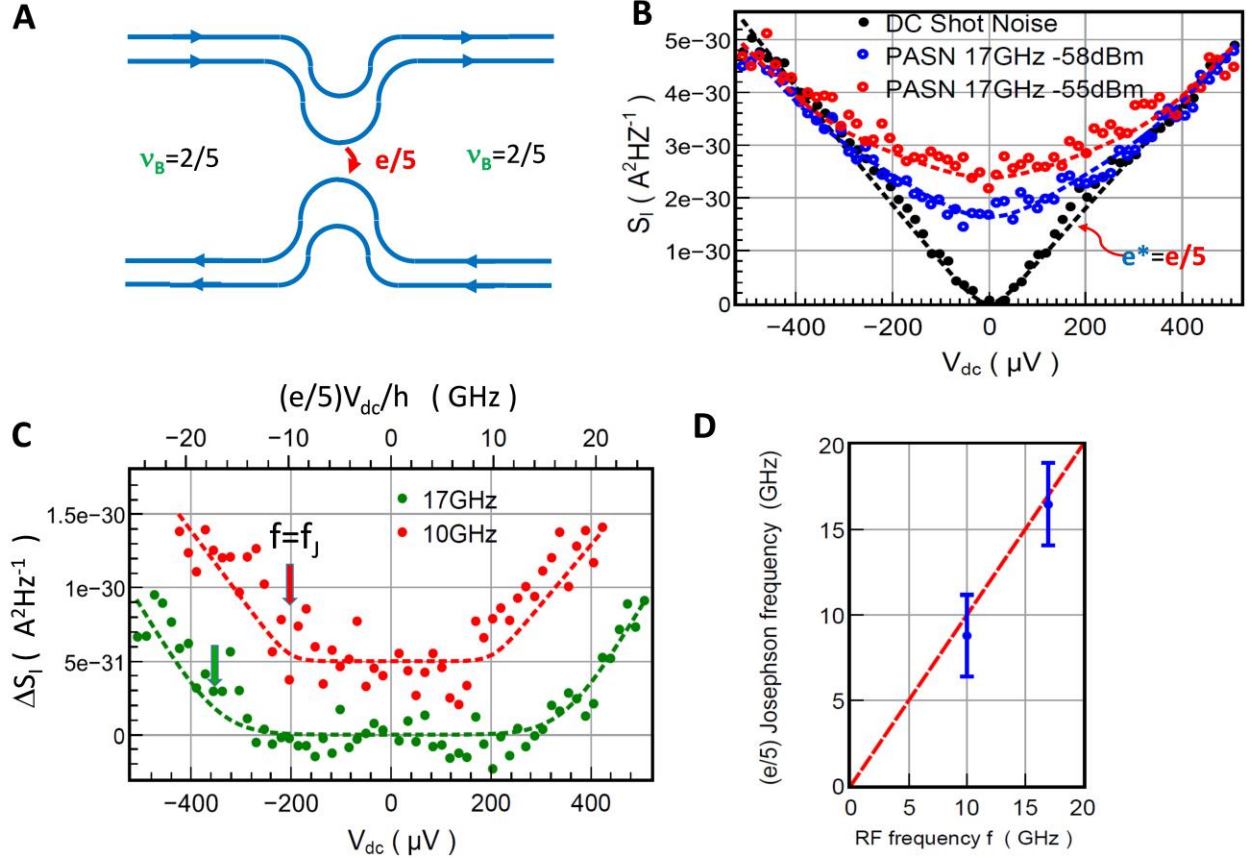 A
ν_B=2/5
e/5
ν_B=2/5
B
DC Shot Noise
PASN 17GHz -58dBm
PASN 17GHz -55dBm
S_I ( A²HZ⁻¹ )
5e-30
4e-30
3e-30
2e-30
1e-30
0
e*=e/5
−400 −200 0 200 400
V_dc ( µV )
C
(e/5)V_dc/h ( GHz )
−20 −10 0 10 20
17GHz
10GHz
f=f_J
ΔS_I ( A²Hz⁻¹ )
1.5e-30
1e-30
5e-31
0
−400 −200 0 200 400
V_dc ( µV )
D
(e/5) Josephson frequency (GHz)
20
15
10
5
0
0 5 10 15 20
RF frequency f ( GHz )